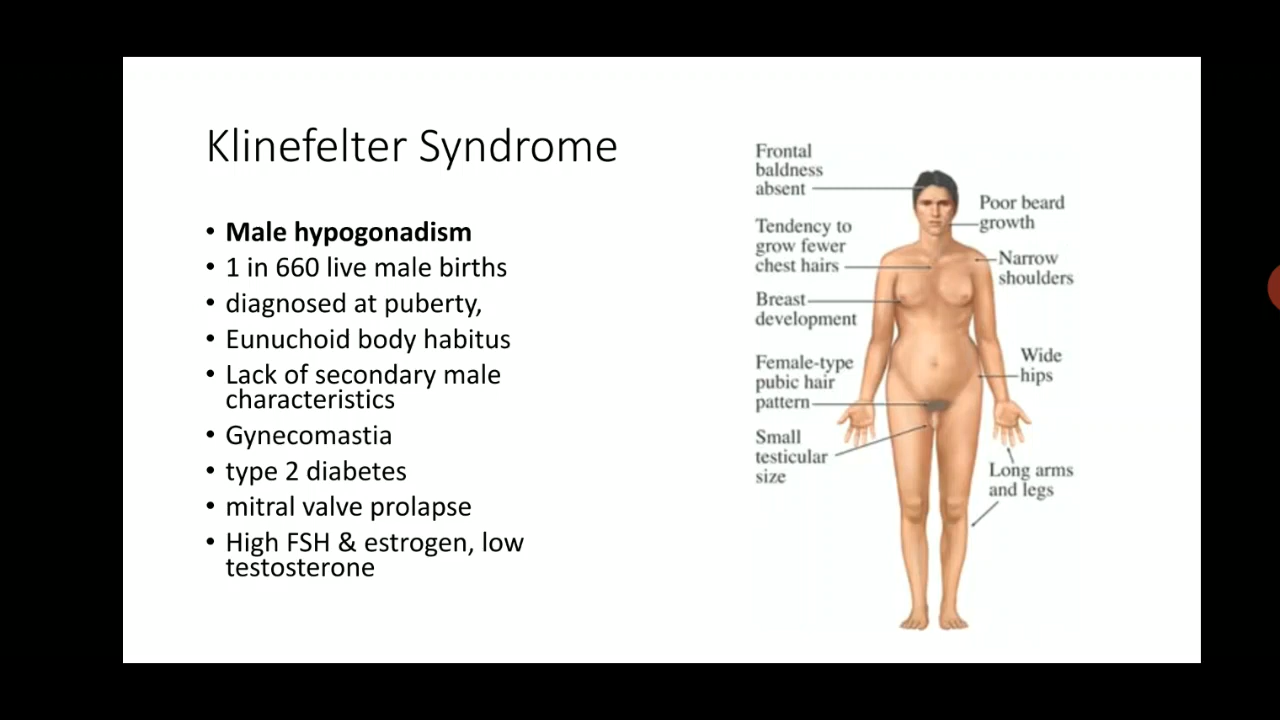 Klinefelter Syndrome
• Male hypogonadism
• 1 in 660 live male births
• diagnosed at puberty,
• Eunuchoid body habitus
• Lack of secondary male
characteristics
• Gynecomastia
• type 2 diabetes
• mitral valve prolapse
• High FSH & estrogen, low
testosterone
Frontal
baldness
absent
Tendency to
grow fewer
chest hairs
Breast
development
Female-type
pubic hair
pattern
Small
testicular
size
Poor beard
growth
Narrow
shoulders
Wide
hips
Long arms
and legs